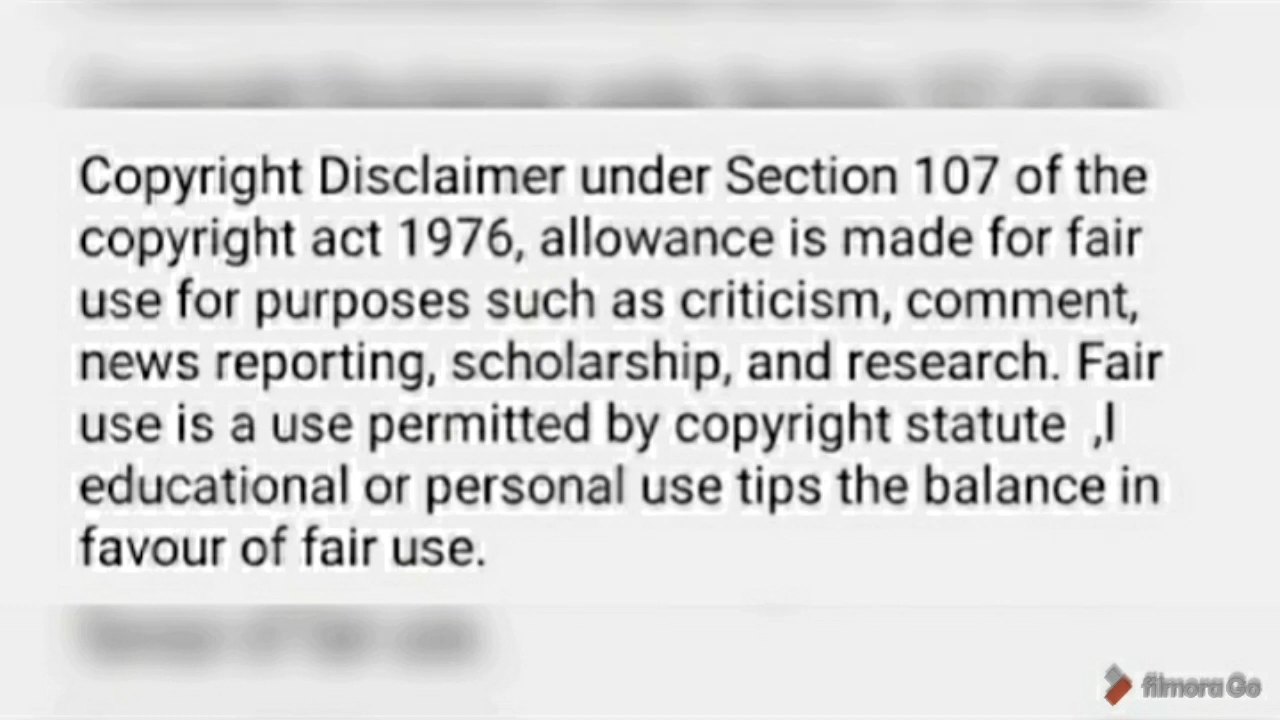 Copyright Disclaimer under Section 107 of the
copyright act 1976, allowance is made for fair
use for purposes such as criticism, comment,
news reporting, scholarship, and research. Fair
use is a use permitted by copyright statute ,l
educational or personal use tips the balance in
favour of fair use.
filmora Go